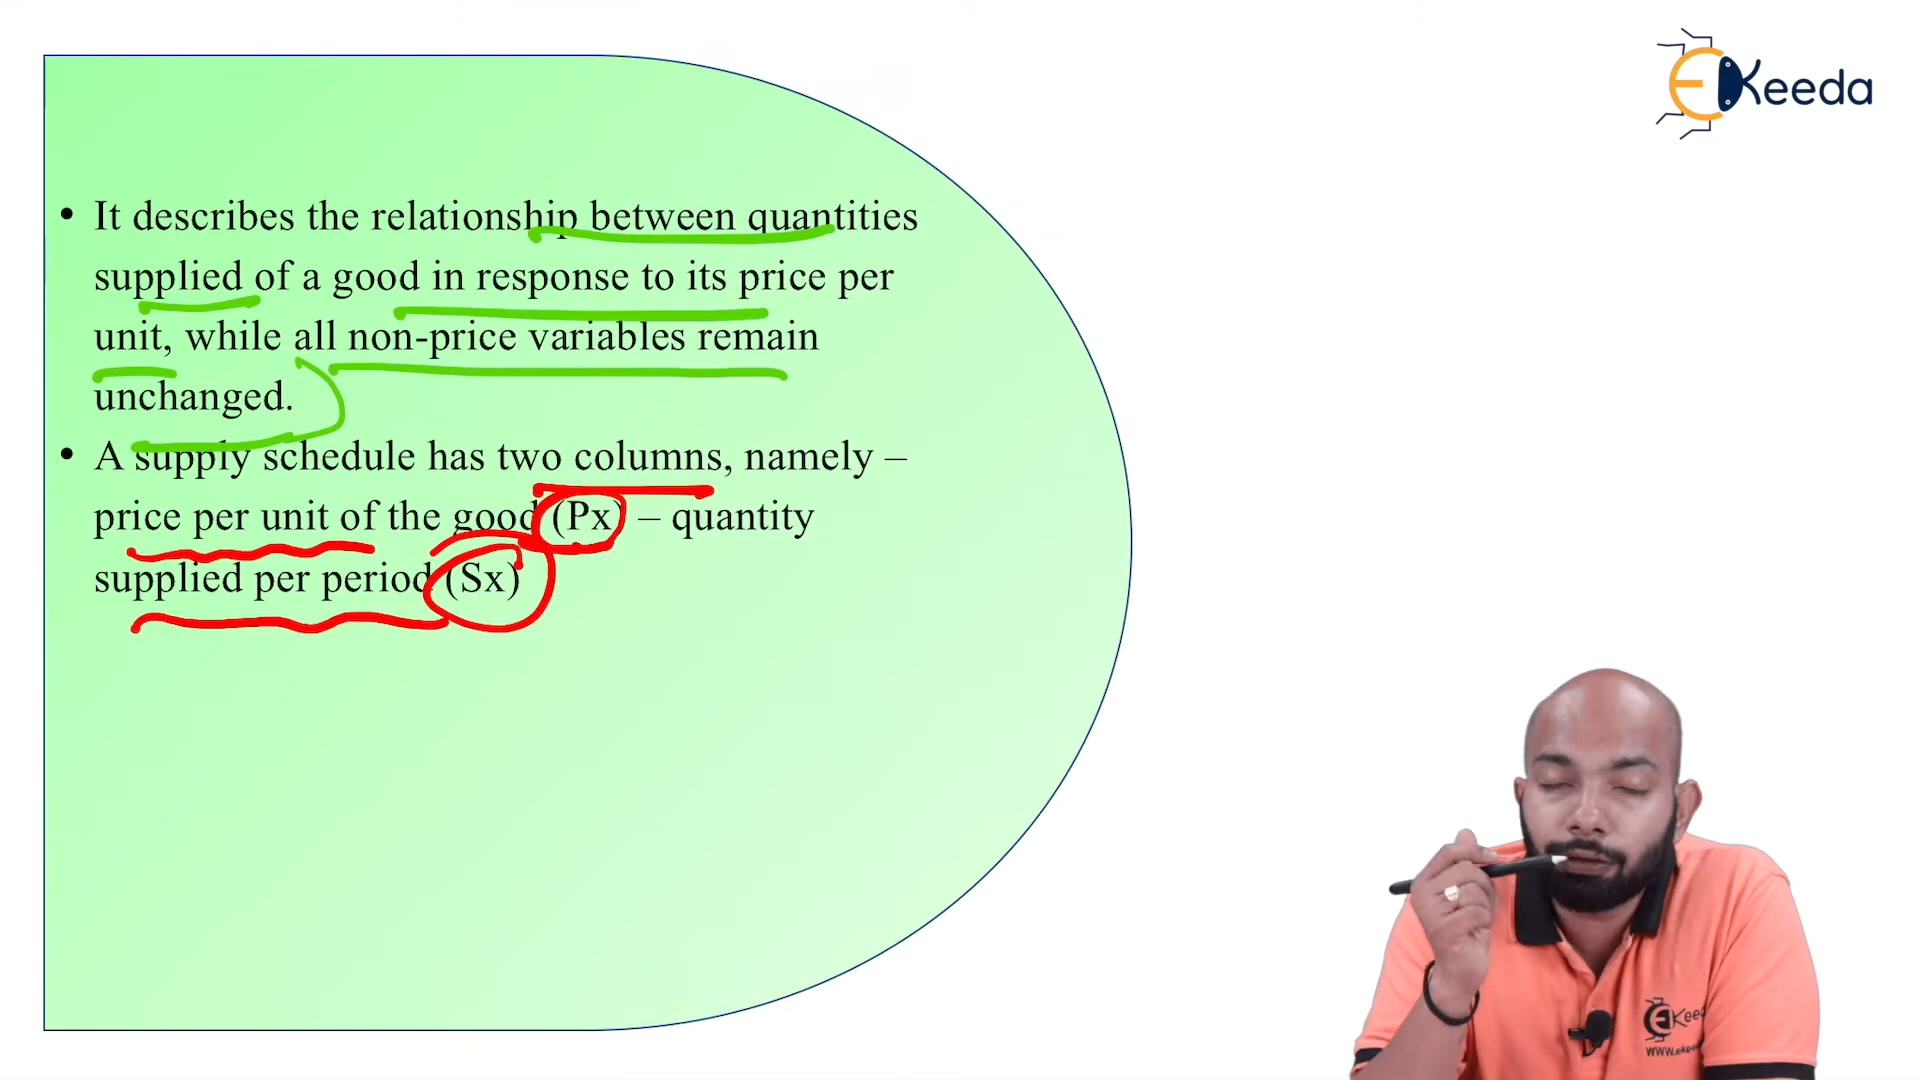 EKeeda
• It describes the relationship between quantities
supplied of a good in response to its price per
unit, while all non-price variables remain
unchanged.
• A supply schedule has two columns, namely –
price per unit of the good (Px) – quantity
supplied per period (Sx)